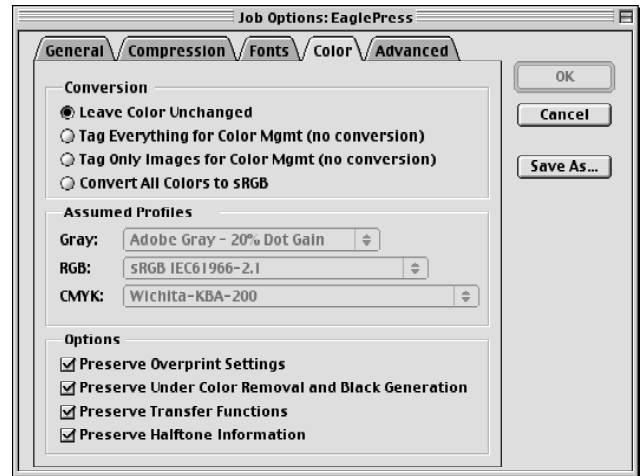 Job Options: EaglePress
General Compression Fonts Color Advanced
Conversion
Leave Color Unchanged
Tag Everything for Color Mgmt (no conversion)
Tag Only Images for Color Mgmt (no conversion)
Convert All Colors to sRGB
Assumed Profiles
Gray: Adobe Gray - 20% Dot Gain
RGB: sRGB IEC61966-2.1
CMYK: Wichita-KBA-200
Options
Preserve Overprint Settings
Preserve Under Color Removal and Black Generation
Preserve Transfer Functions
Preserve Halftone Information
OK
Cancel
Save As...